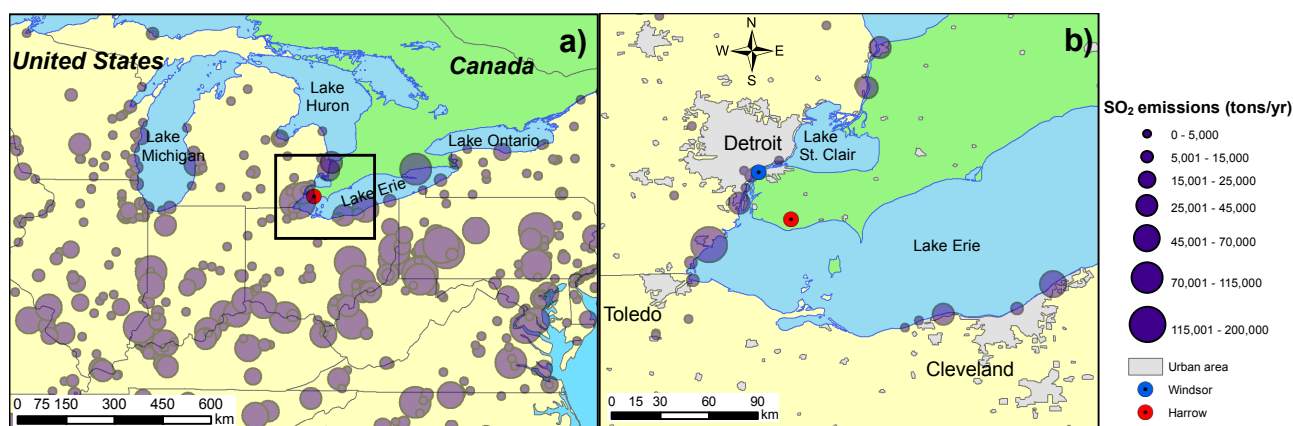 a)
United States
Canada
Lake
Huron
Lake
Michigan
Lake Ontario
Lake Erie
0 75 150 300 450 600
km
b)
N
W E
S
Detroit
Lake
St. Clair
Lake Erie
Toledo
Cleveland
0 15 30 60 90
km
SO₂ emissions (tons/yr)
0 - 5,000
5,001 - 15,000
15,001 - 25,000
25,001 - 45,000
45,001 - 70,000
70,001 - 115,000
115,001 - 200,000
Urban area
Windsor
Harrow